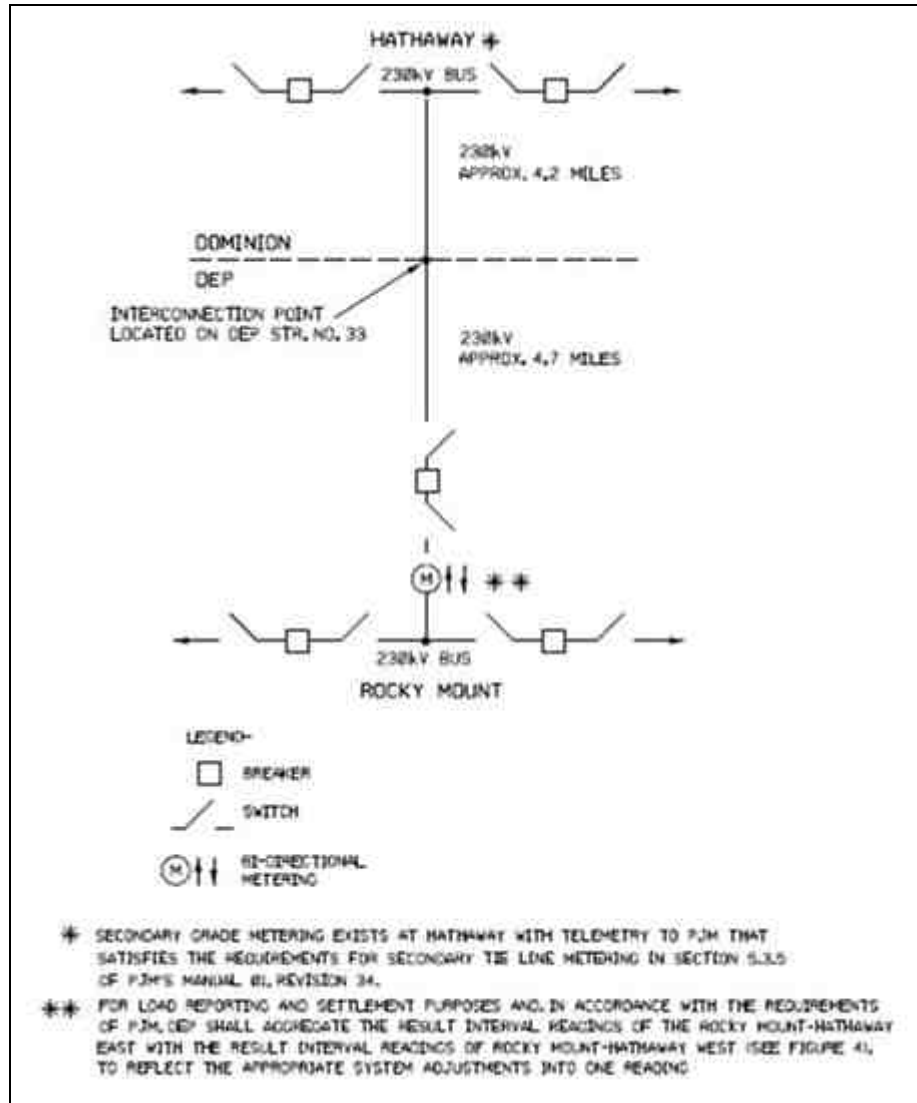 HATHAWAY *
230kV BUS
230kV
APPROX. 4.2 MILES
DOMINION
DEP
INTERCONNECTION POINT
LOCATED ON DEP STR. NO. 33
230kV
APPROX. 4.7 MILES
M * *
230kV BUS
ROCKY MOUNT
LEGEND-
BREAKER
SWITCH
M BI-DIRECTIONAL
METERING
* SECONDARY GRADE METERING EXISTS AT HATHAWAY WITH TELEMETRY TO PJM THAT
SATISFIES THE REQUIREMENTS FOR SECONDARY TIE LINE METERING IN SECTION 5.3.5
OF PJM'S MANUAL 01, REVISION 34.
** FOR LOAD REPORTING AND SETTLEMENT PURPOSES AND, IN ACCORDANCE WITH THE REQUIREMENTS
OF PJM, DEP SHALL AGGREGATE THE RESULT INTERVAL READINGS OF THE ROCKY MOUNT-HATHAWAY
EAST WITH THE RESULT INTERVAL READINGS OF ROCKY MOUNT-HATHAWAY WEST (SEE FIGURE 4),
TO REFLECT THE APPROPRIATE SYSTEM ADJUSTMENTS INTO ONE READING